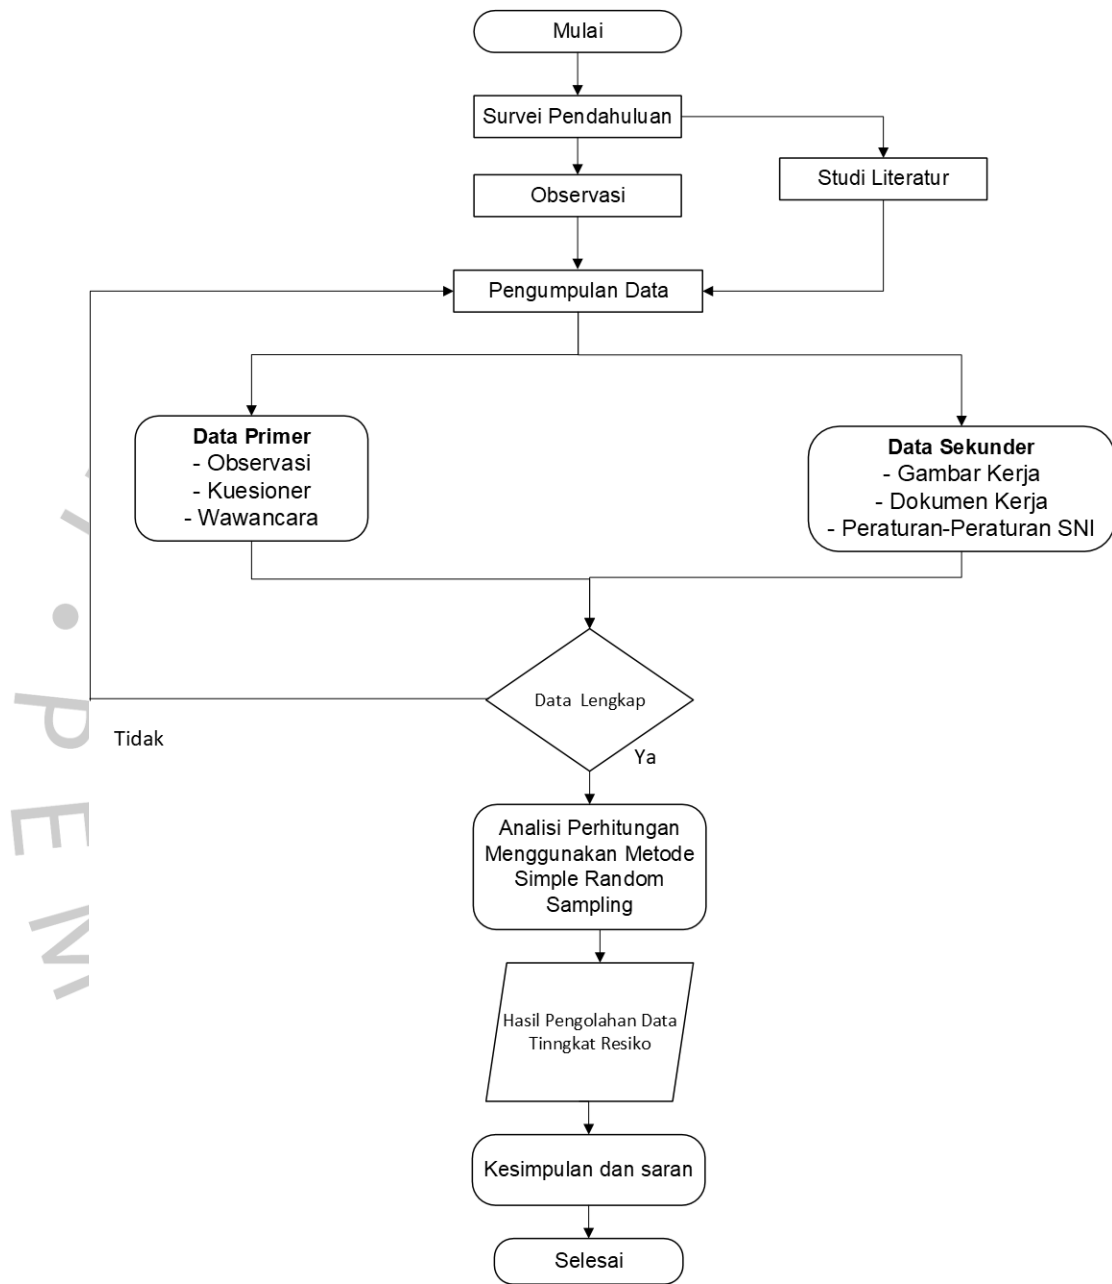 Mulai
Survei Pendahuluan
Studi Literatur
Observasi
Pengumpulan Data
Data Primer
- Observasi
- Kuesioner
- Wawancara
Data Sekunder
- Gambar Kerja
- Dokumen Kerja
- Peraturan-Peraturan SNI
Data Lengkap
Tidak
Ya
Analisi Perhitungan
Menggunakan Metode
Simple Random
Sampling
Hasil Pengolahan Data
Tinngkat Resiko
Kesimpulan dan saran
Selesai
• P E N